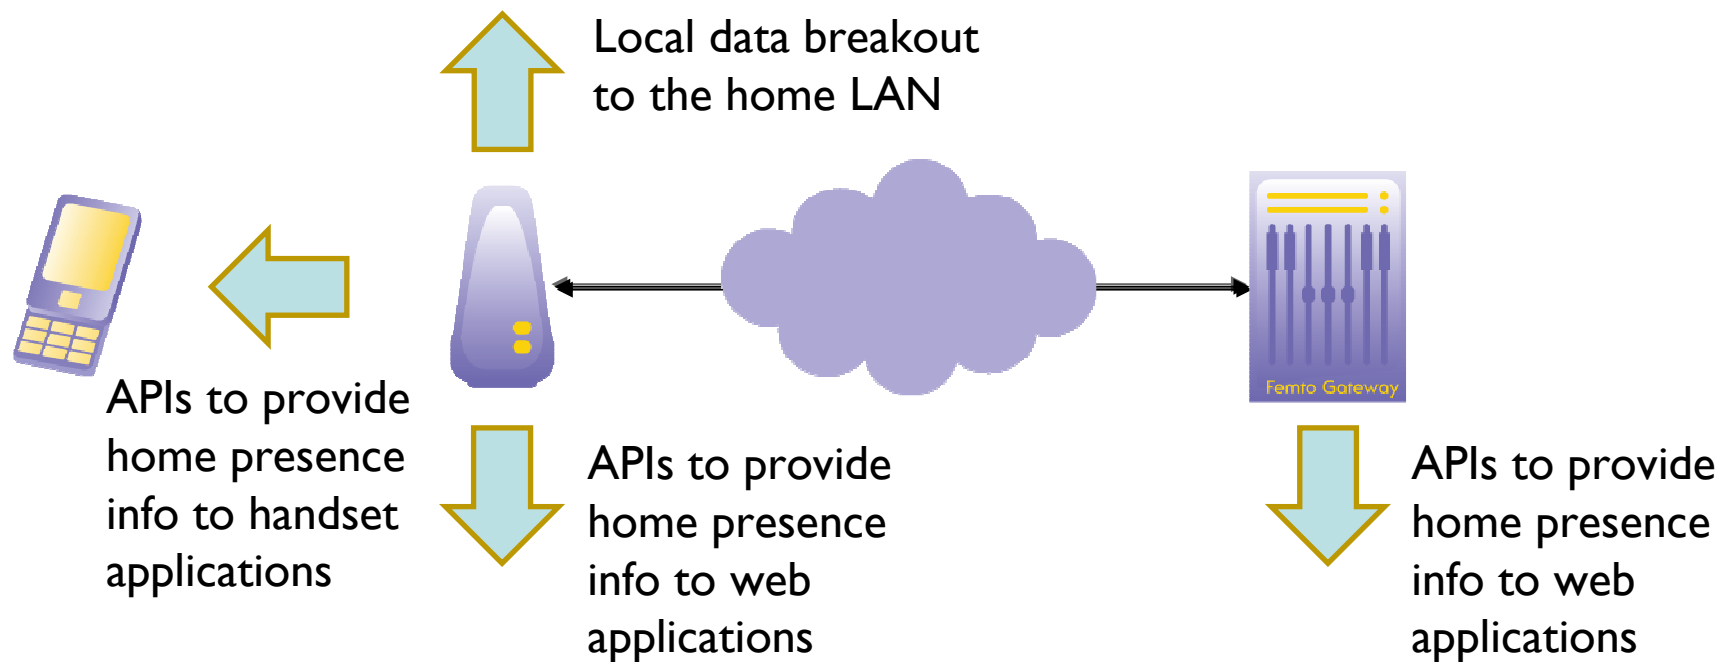 Local data breakout
to the home LAN
Femto Gateway
APIs to provide
home presence
info to handset
applications
APIs to provide
home presence
info to web
applications
APIs to provide
home presence
info to web
applications